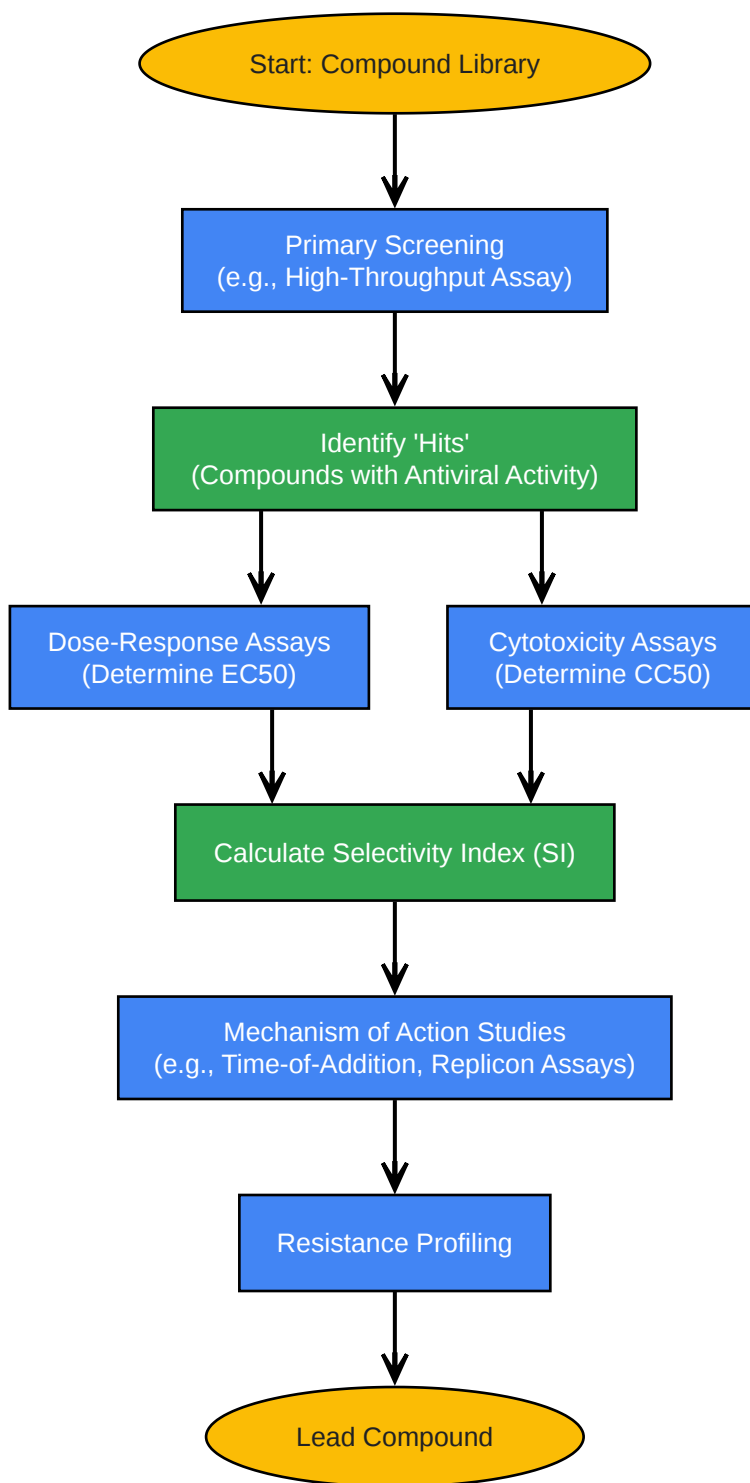 Start: Compound Library
Primary Screening
(e.g., High-Throughput Assay)
Identify 'Hits'
(Compounds with Antiviral Activity)
Dose-Response Assays
(Determine EC50)
Cytotoxicity Assays
(Determine CC50)
Calculate Selectivity Index (SI)
Mechanism of Action Studies
(e.g., Time-of-Addition, Replicon Assays)
Resistance Profiling
Lead Compound